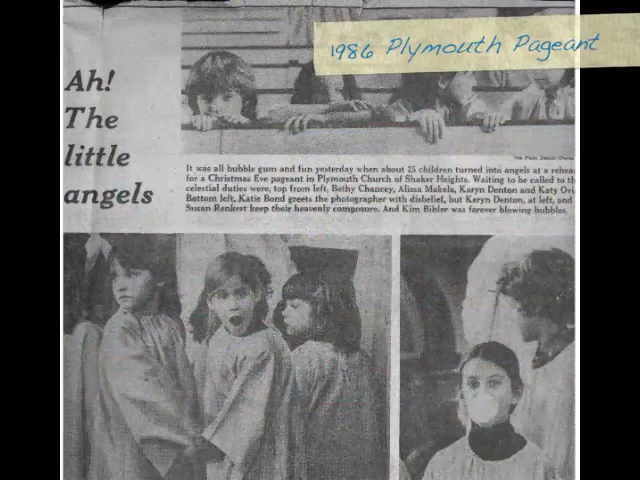 1986 Plymouth Pageant
Ah!
The
little
angels
It was all bubble gum and fun yesterday when about 25 children turned into angels at a rehea
for a Christmas Eve pageant in Plymouth Church of Shaker Heights. Waiting to be called to th
celestial duties were, top from left, Bethy Chancey, Alissa Makela, Karyn Denton and Katy Ovi
Bottom left, Katie Bond greets the photographer with disbelief, but Keryn Denton, at left, and
Susan Renkert keep their heavenly composure. And Kim Bihler was forever blowing bubbles.